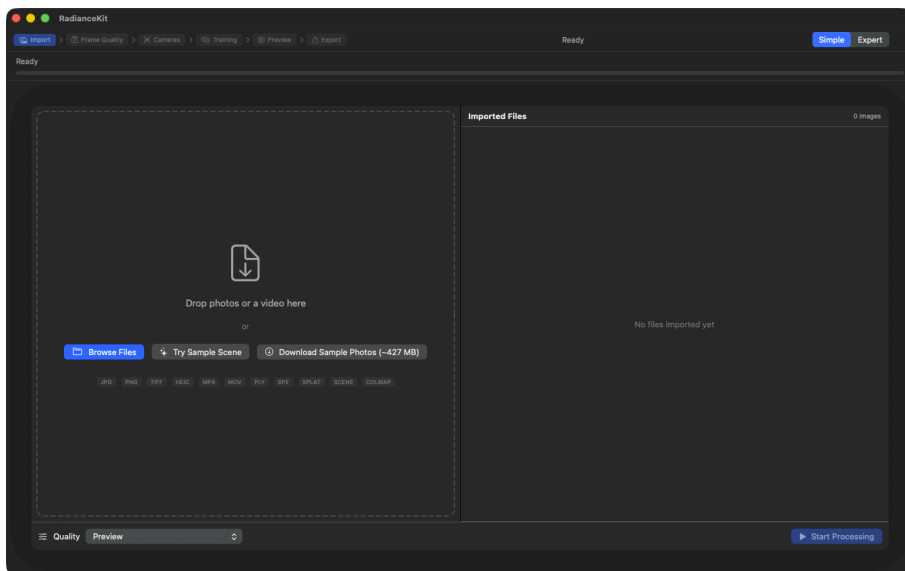 RadianceKit
Import > Frame Quality > Cameras > Training > Preview > Export
Ready
Simple Expert
Ready
Imported Files
0 Images
Drop photos or a video here
or
Browse Files
Try Sample Scene
Download Sample Photos (~427 MB)
JPG PNG TIFF HEIC MP4 MOV PLY SPZ SPLAT SCENE COLMAP
No files imported yet
Quality Preview
Start Processing